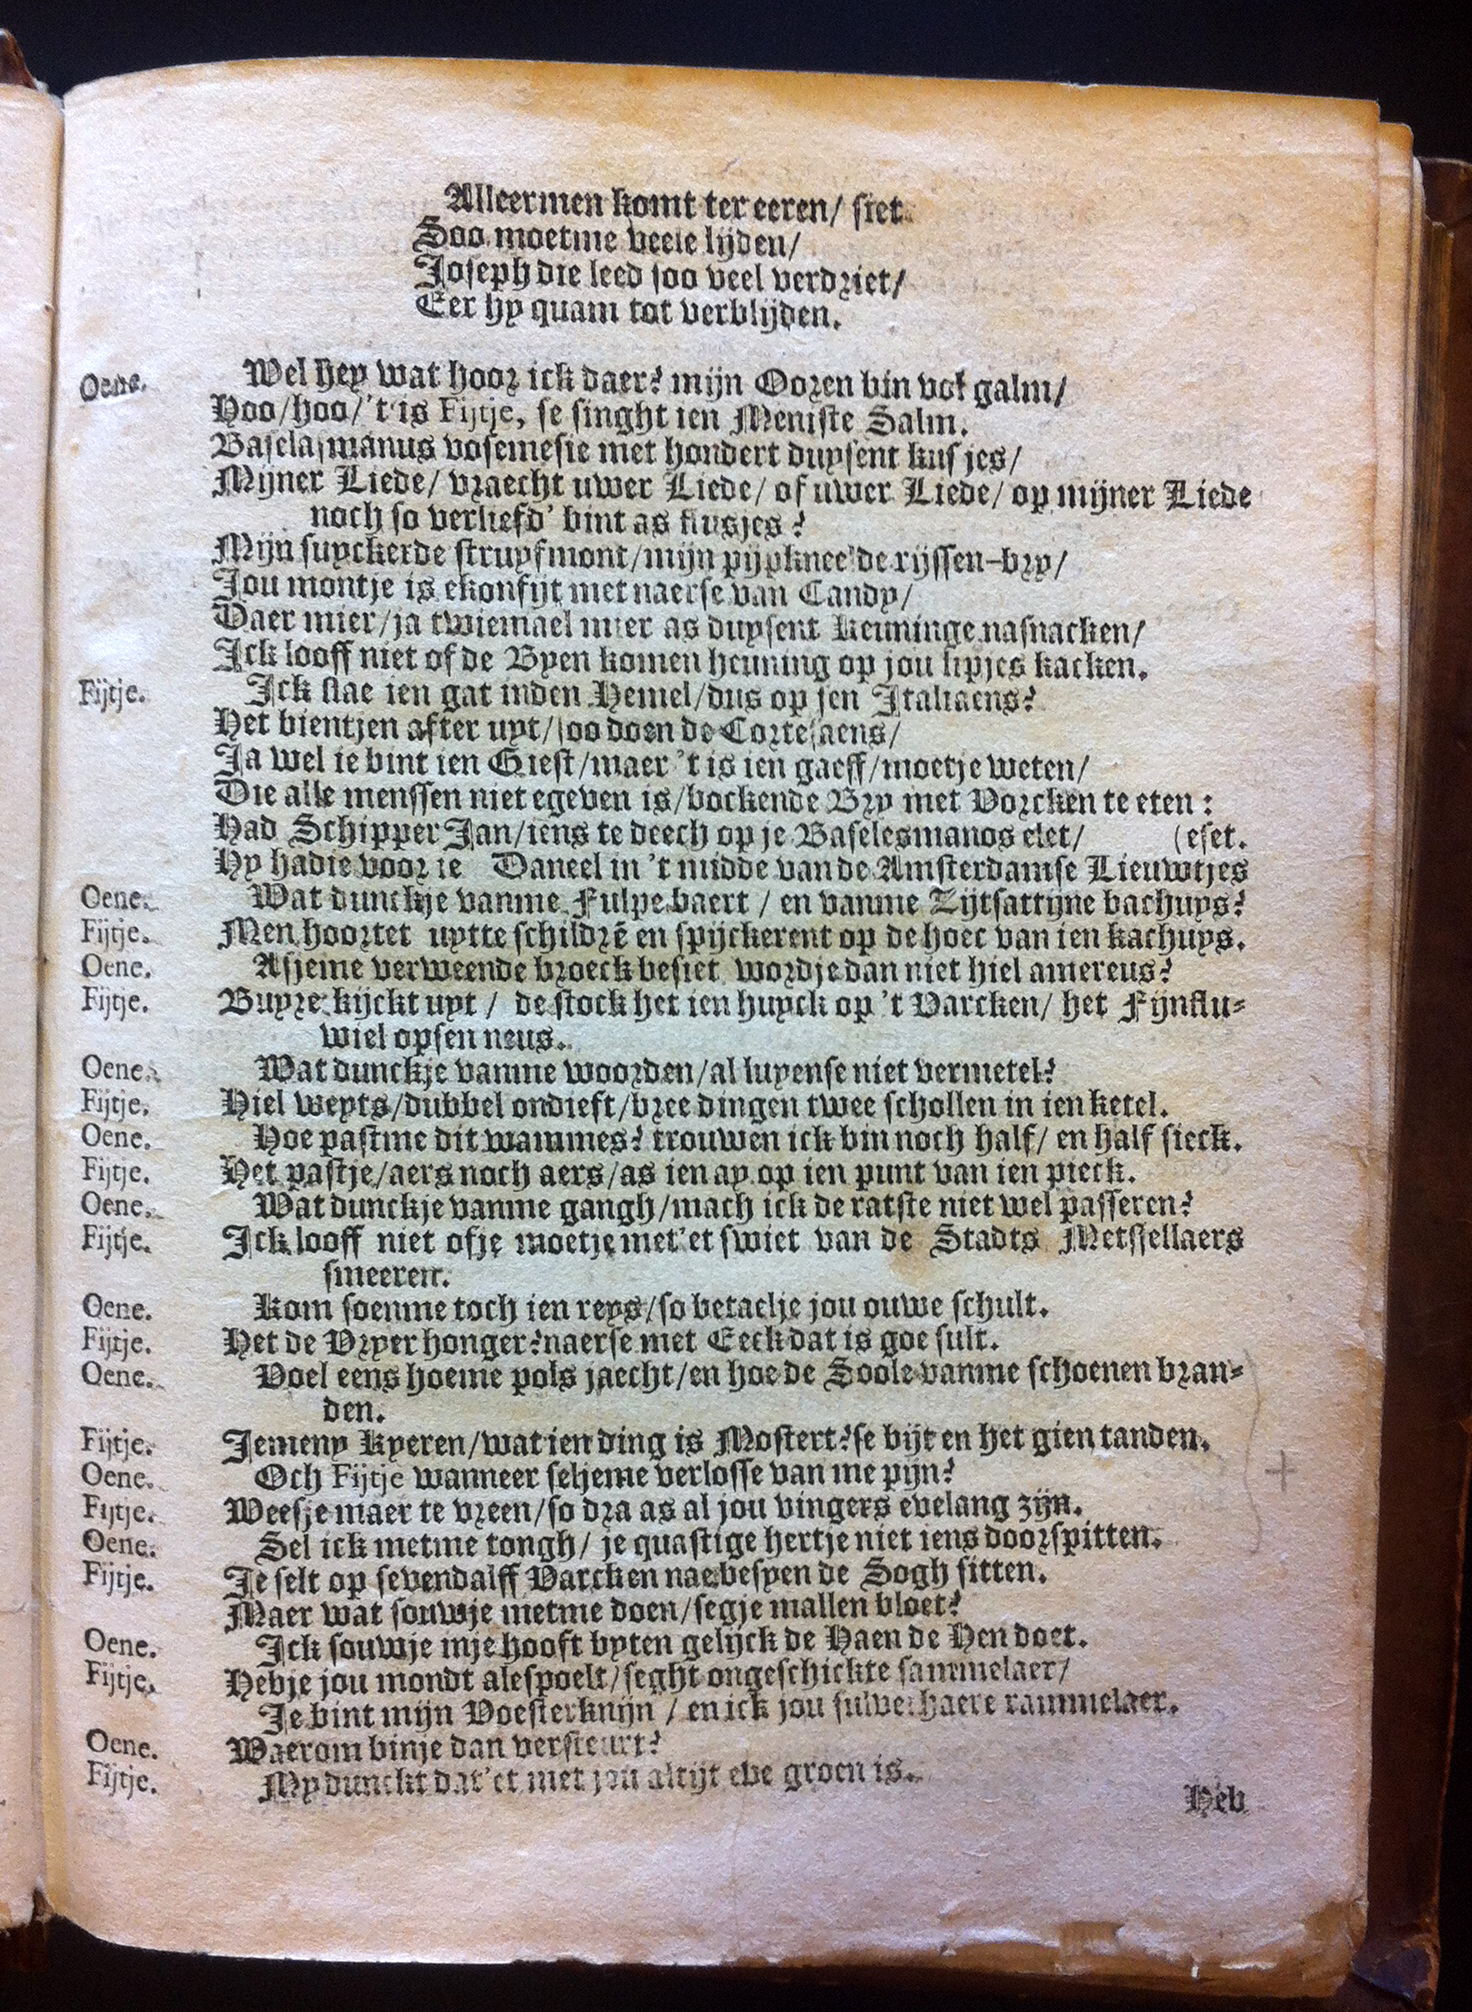 Alleermen komt ter eeren/ siet
Soo moetme veele lijden/
Joseph die leed soo veel verdriet/
Eer hy quam tot verblijden.
Oene. Wel hey wat hoor ick daer? mijn Ooren bin vol galm/
Hoo/hoo/'t is Fijtje, se singht ien Meniste Salm.
Baselasmanus vosemesie met hondert duysent kusjes/
Mijner Liede/ vraecht uwer Liede/ of uwer Liede/ op mijner Liede
noch so verliefd' bint as flusjes?
Mijn suyckerde struyfmont/mijn pijpkneelde rijssen-bry/
Jou montje is ekonfijt met naerse van Candy/
Daer mier/ja twiemael mier as duysent Keuninge nasnacken/
Ick looff niet of de Byen komen heuning op jou lipjes kacken.
Fijtje. Ick slae ien gat inden Hemel/dus op sen Italiaens?
Het bientjen after uyt/soo doen de Cortesaens/
Ja wel ie bint ien Giest/maer 't is ien gaeff/moetje weten/
Die alle menssen niet egeven is/bockende Bry met Vorcken te eten:
Had Schipper Jan/iens te deech op je Baselesmanos elet/ (eset.
Hy hadie voor ie Daneel in 't midde van de Amsterdamse Lieuwtjes
Oene. Wat dunckje vanme Fulpe baert / en vanme Zijtsattijne bachuys?
Fijtje. Men hoortet uytte schildrē en spijckerent op de hoec van ien kachuys.
Oene. Asjeme verweende broeck besiet wordje dan niet hiel amereus?
Fijtje. Buyre kijckt uyt / de stock het ien huyck op 't Varcken/ het Fijnflu-
wiel opsen neus.
Oene. Wat dunckje vanme woorden/al luyense niet vermetel?
Fijtje. Hiel weyts/dubbel ondieft/bree dingen twee schollen in ien ketel.
Oene. Hoe pastme dit wammes? trouwen ick bin noch half/ en half sieck.
Fijtje. Het pastje/aers noch aers/as ien ay op ien punt van ien pieck.
Oene. Wat dunckje vanme gangh/mach ick de ratste niet wel passeren?
Fijtje. Ick looff niet ofje moetje met'et swiet van de Stadts Metssellaers
smeeren.
Oene. Kom soenme toch ien reys/so betaelje jou ouwe schult.
Fijtje. Het de Vryer honger?naerse met Eeck dat is goe sult.
Oene. Voel eens hoeme pols jaecht/en hoe de Soole vanme schoenen bran-
den.
Fijtje. Jemeny Kyeren/wat ien ding is Mostert?se bijt en het gien tanden.
Oene. Och Fijtje wanneer seljeme verlosse van me pijn?
Fijtje. Weesje maer te vreen/so dra as al jou vingers evelang zijn.
Oene. Sel ick metme tongh/ je quastige hertje niet iens doorspitten.
Fijtje. Je selt op sevendalff Varcken nae besyen de Sogh sitten.
Maer wat souwje metme doen/segje mallen bloet?
Oene. Ick souwje mje hooft byten gelijck de Haen de Hen doet.
Fijtje. Hebje jou mondt alespoelt/seght ongeschickte sammelaer/
Je bint mijn Voesterknijn / en ick jou sulverhaere rammelaer.
Oene. Waerom binje dan versteurt?
Fijtje. My dunckt dat'et met jou altijt eve groen is.
Heb